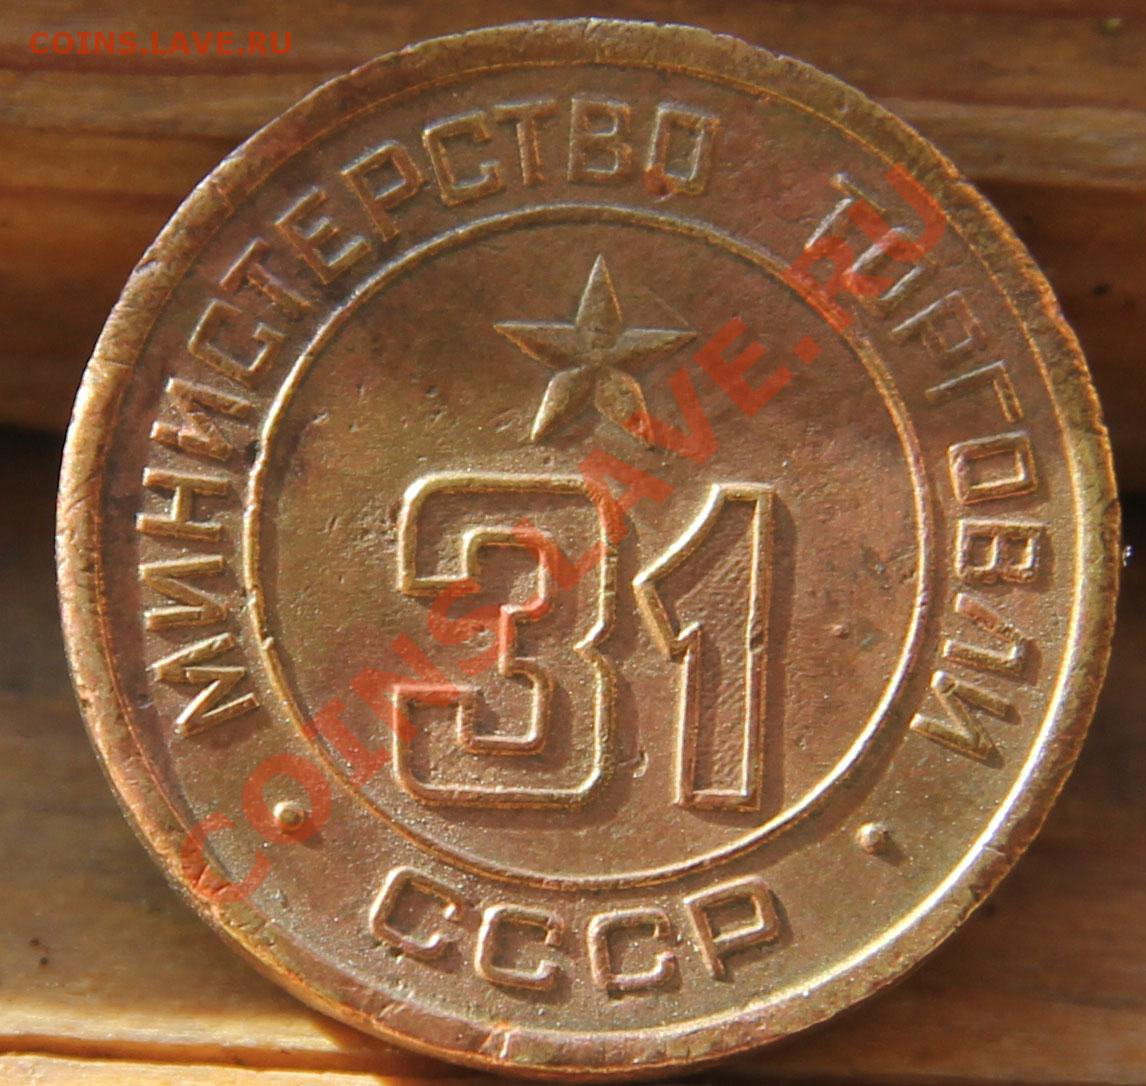 COINS.LAVE.RU
МИНИСТЕРСТВО ТОРГОВЛИ
31
СССР
COINS.LAVE.RU